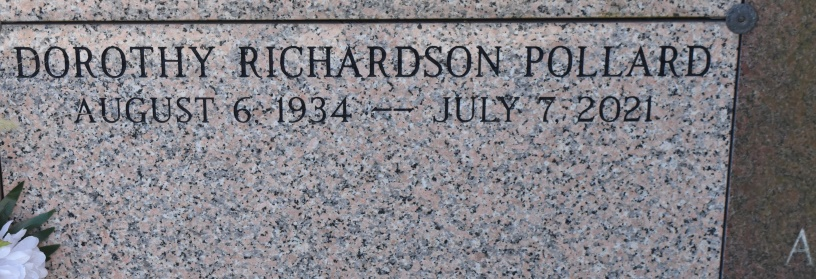 DOROTHY RICHARDSON POLLARD
AUGUST 6 1934 — JULY 7 2021
A